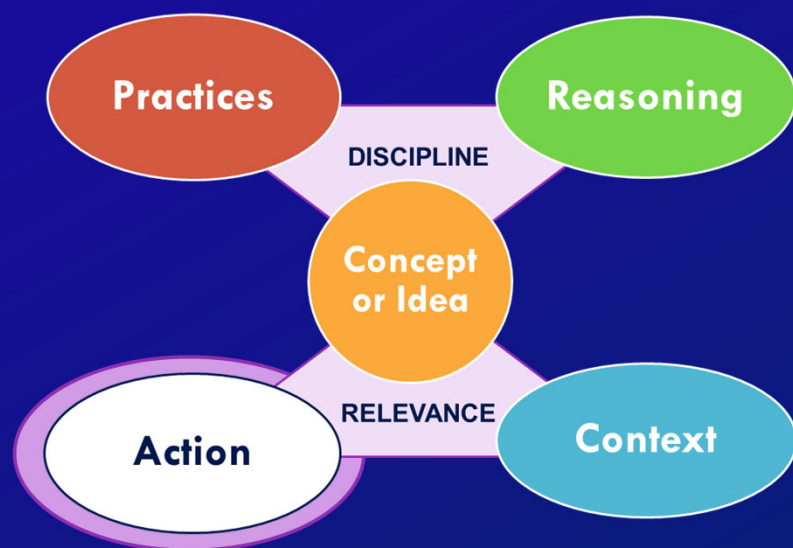 Practices
Reasoning
DISCIPLINE
Concept
or Idea
RELEVANCE
Action
Context